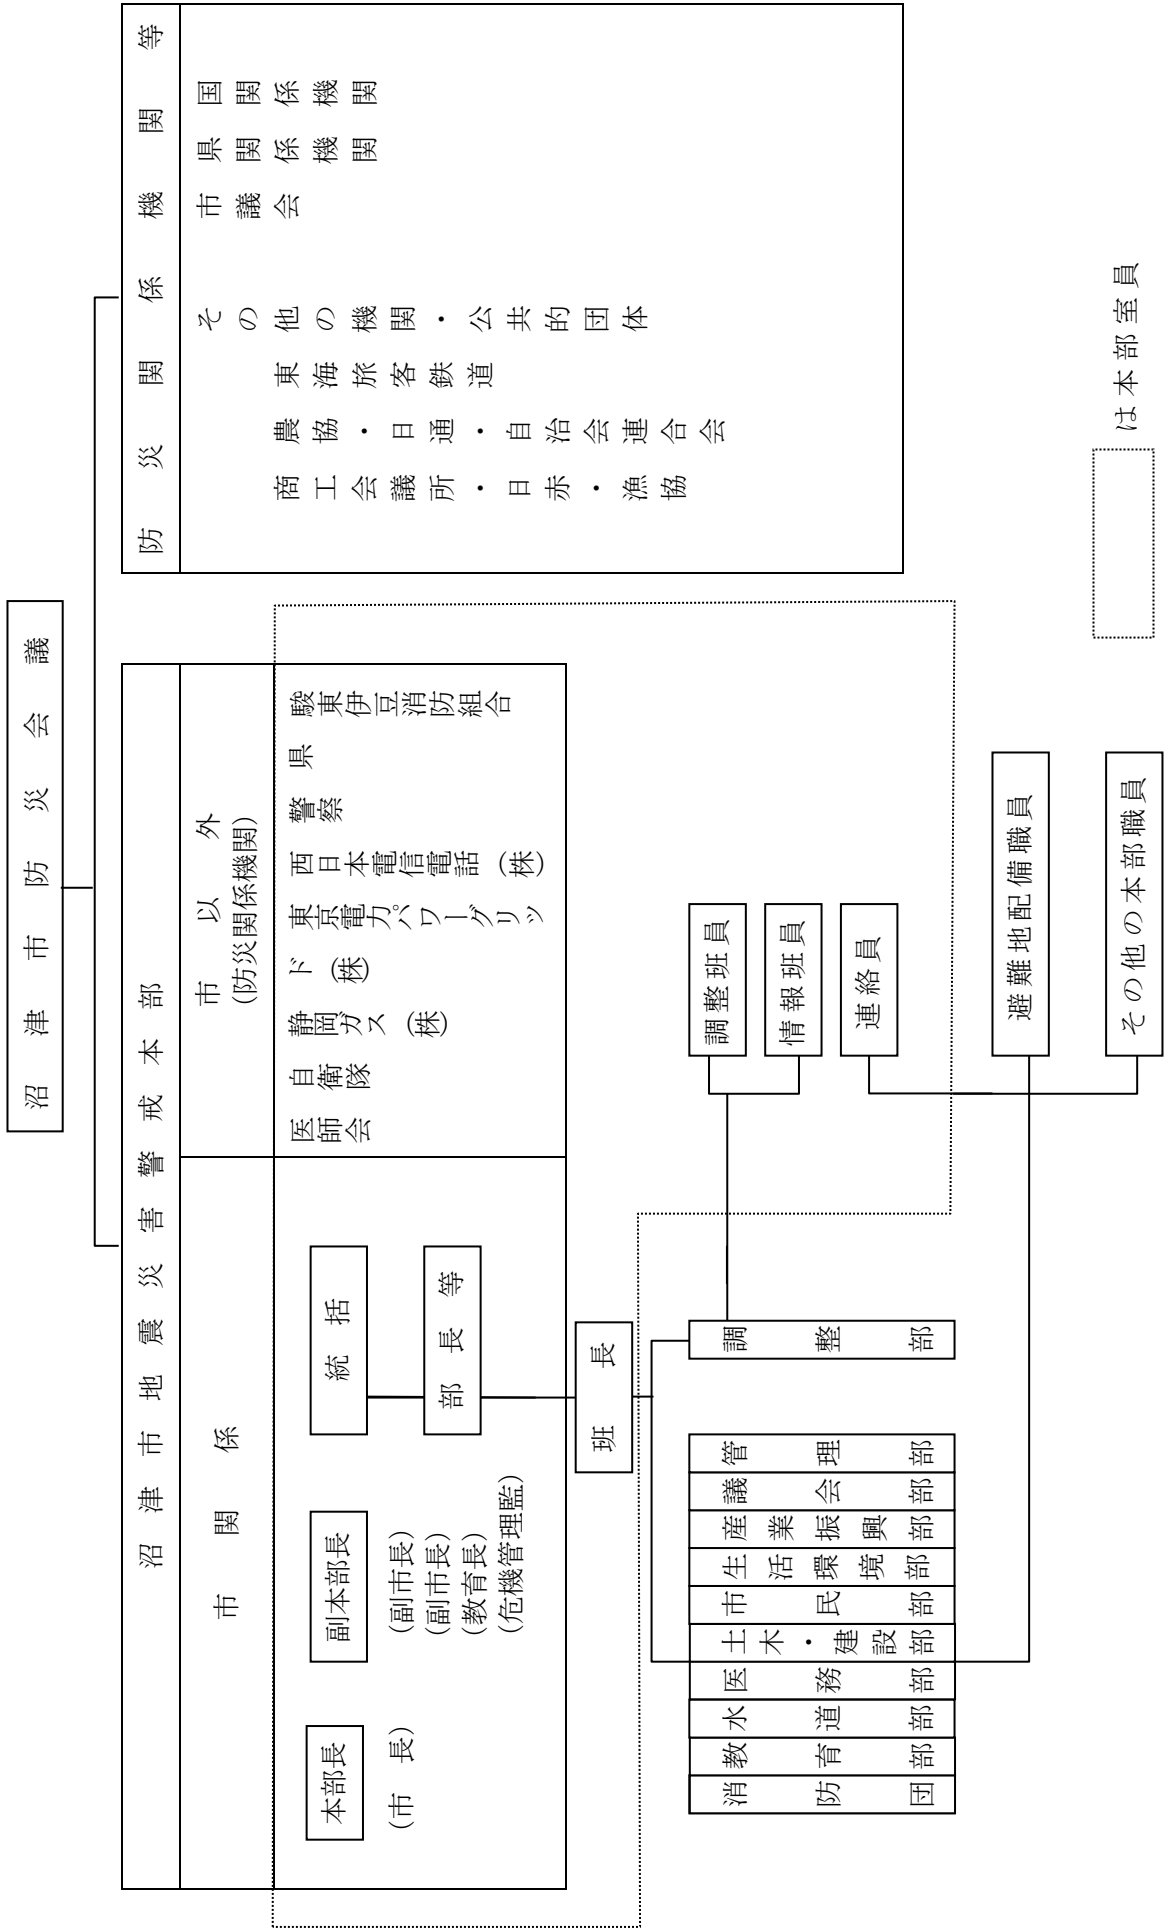 沼津市防災会議
沼津市地震災害警戒本部
市関係
本部長
(市長)
副本部長
(副市長)
(副市長)
(教育長)
(危機管理監)
統括
部長等
班長
市以外
(防災関係機関)
駿東伊豆消防組合
県
警察
西日本電信電話(株)
東京電力パワーグリッ
ド(株)
静岡ガス(株)
自衛隊
医師会
防災関係機関等
国関係機関
県関係機関
市議会
その他の機関・公共的団体
東海旅客鉄道
農協・日通・自治会連合会
商工会議所・日赤・漁協
消防団
教育部
水道部
医務部
土木・建設部
市民部
生活環境部
産業振興部
議会部
管理部
調整部
調整班員
情報班員
連絡員
避難地配備職員
その他の本部職員
は本部室員